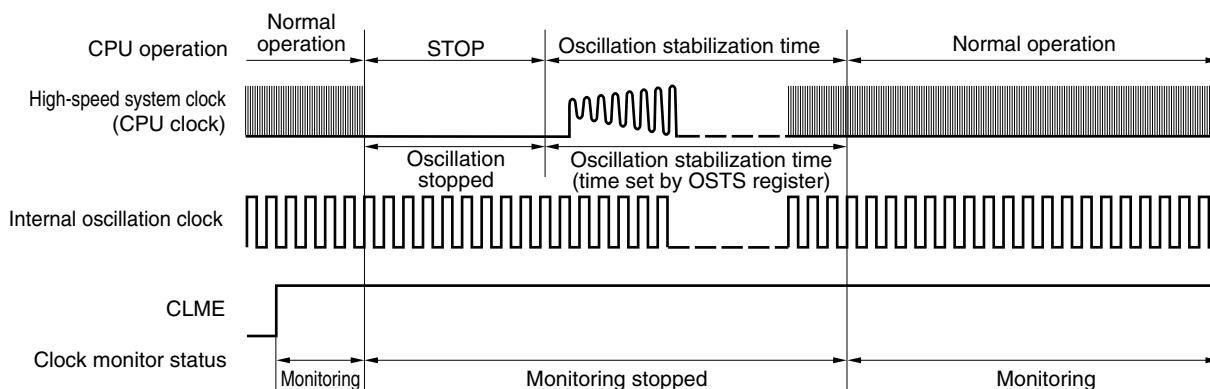 Normal
operation
CPU operation
STOP
Oscillation stabilization time
Normal operation
High-speed system clock
(CPU clock)
Oscillation
stopped
Oscillation stabilization time
(time set by OSTS register)
Internal oscillation clock
CLME
Clock monitor status
Monitoring
Monitoring stopped
Monitoring